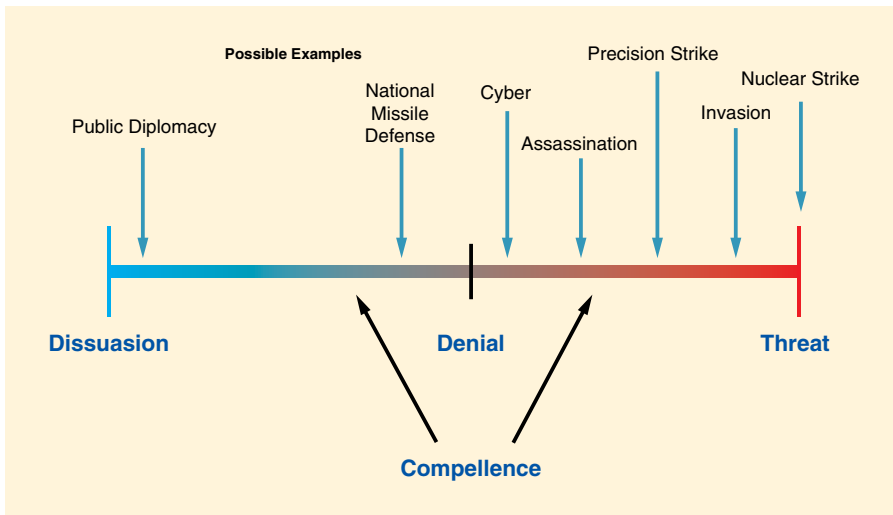 Possible Examples
Public Diplomacy
National
Missile
Defense
Cyber
Assassination
Precision Strike
Invasion
Nuclear Strike
Dissuasion
Denial
Threat
Compellence